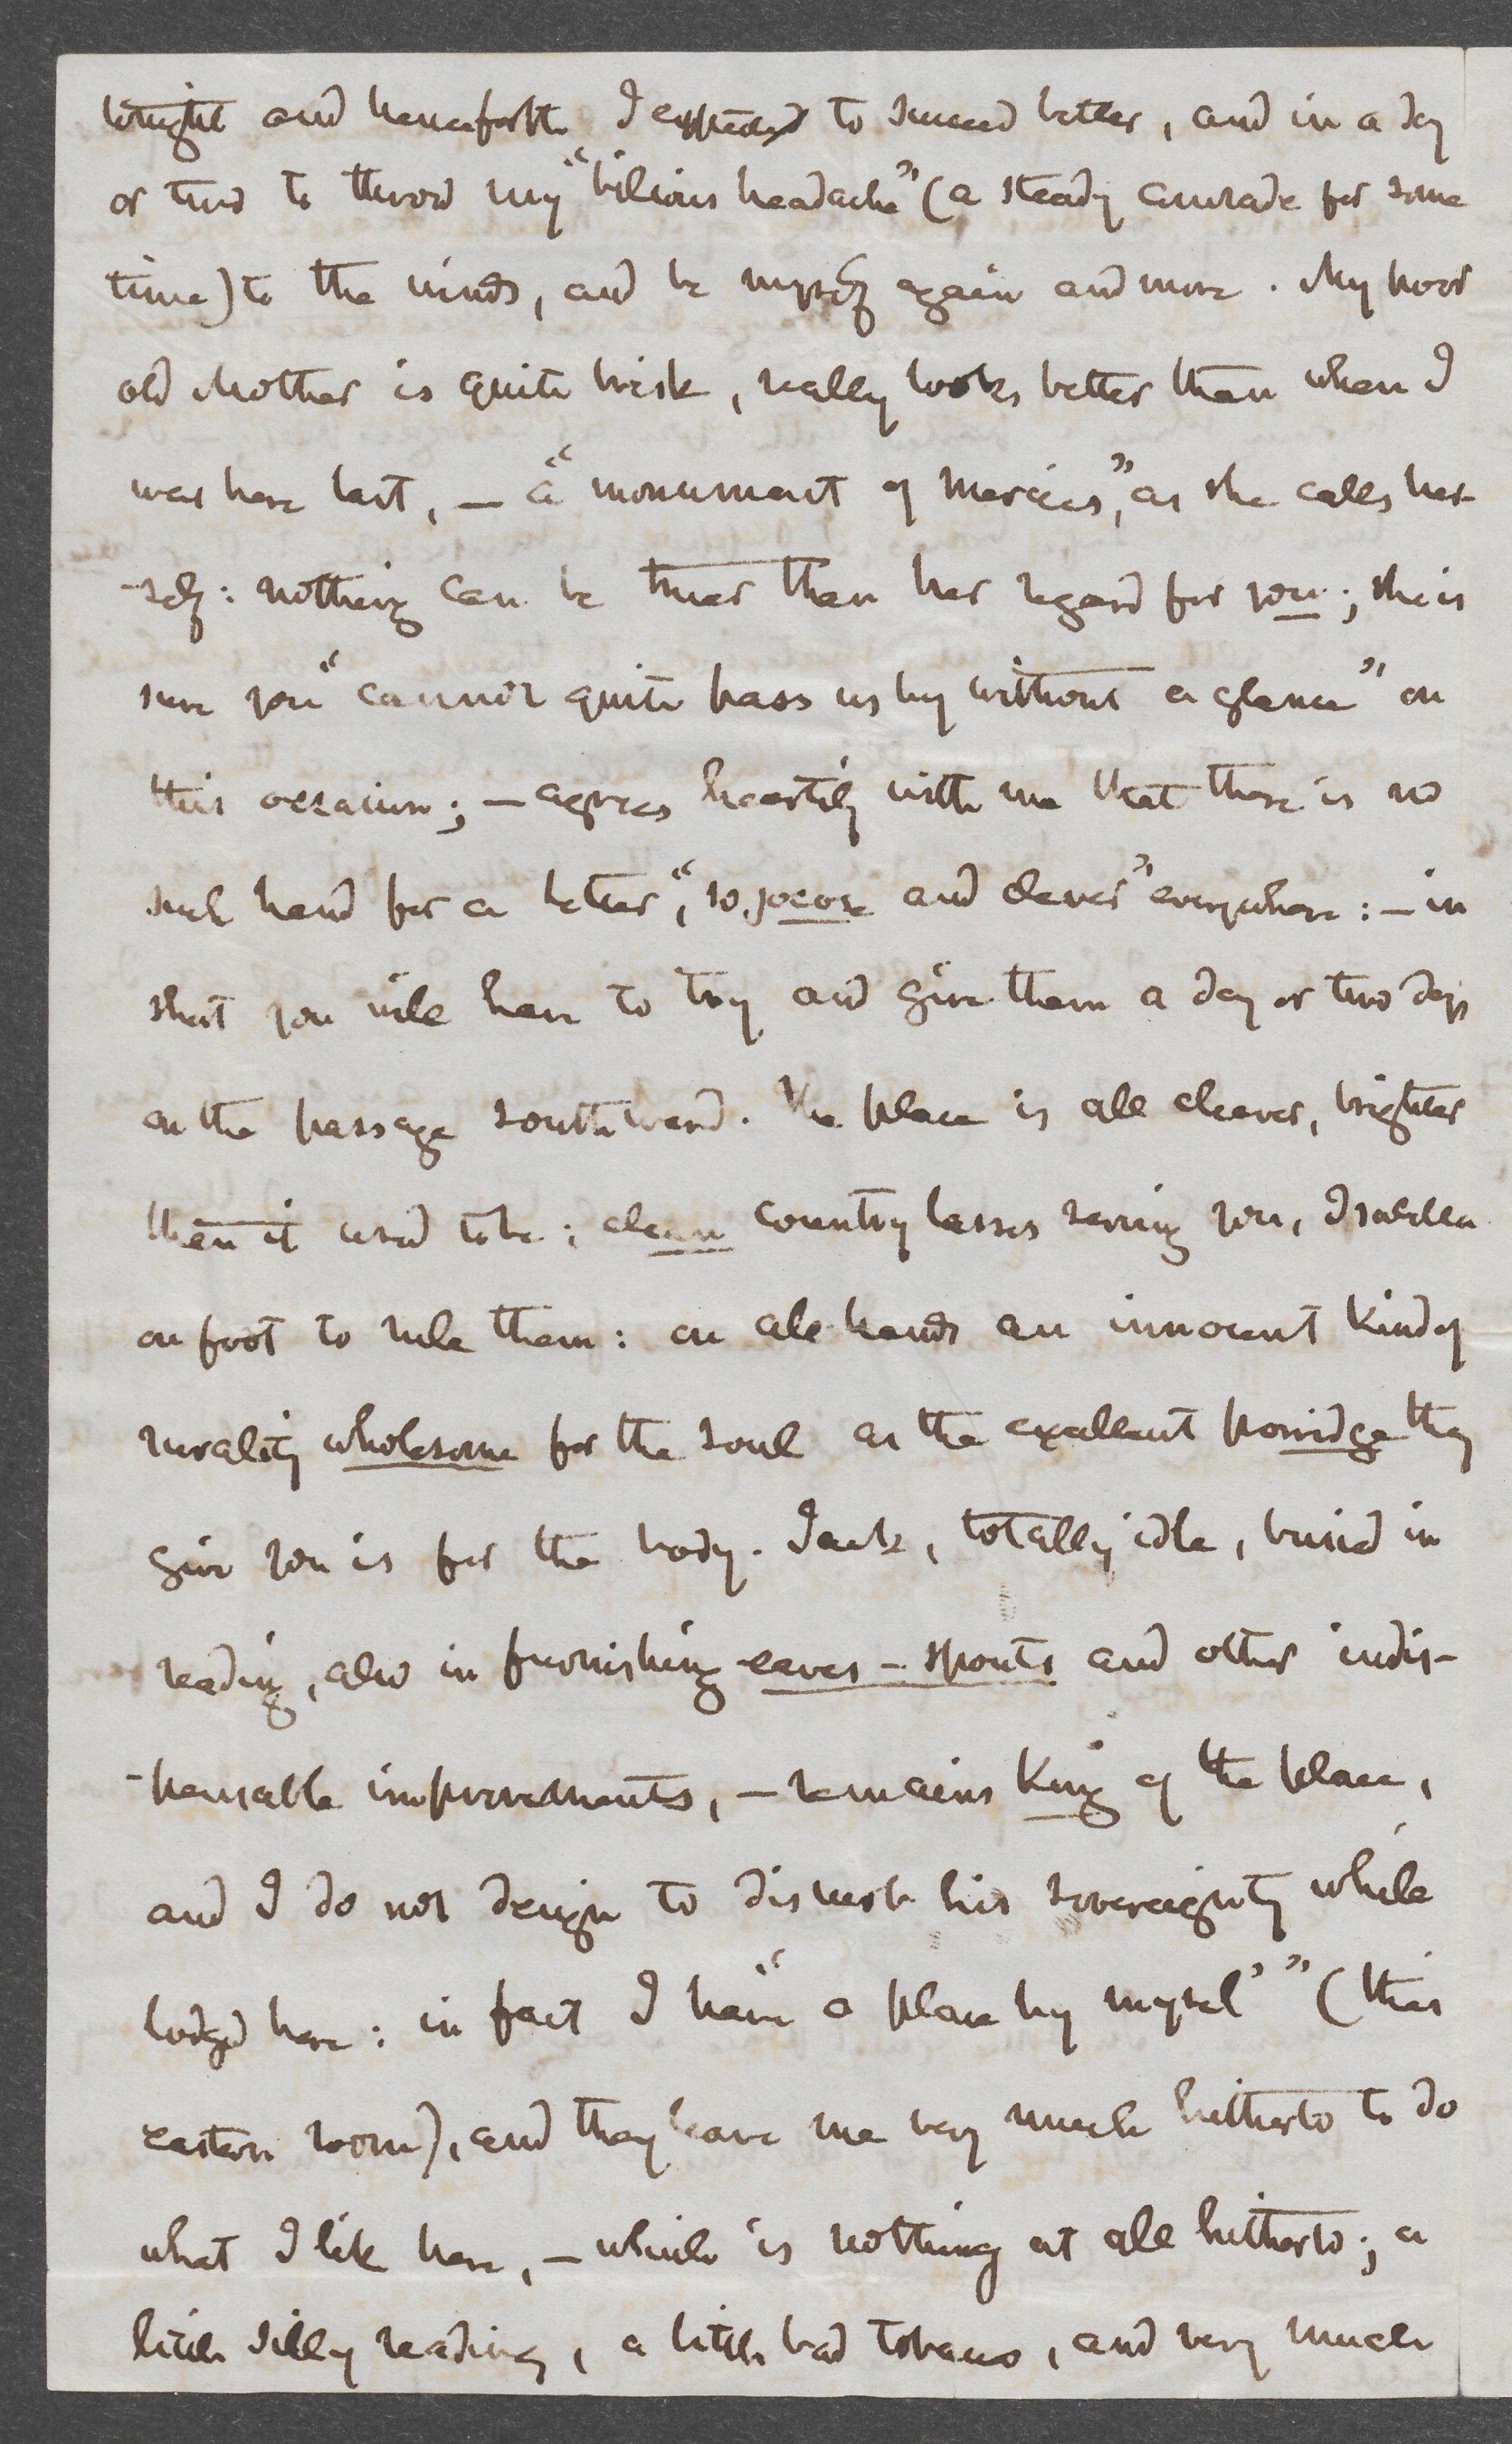 tonight and henceforth I expected to succeed better, and in a day
or two to throw my "bilious headache" (a steady comrade for some
time) to the winds, and be myself again and more. My poor
old Mother is quite brisk, really looks better than when I
was here last, — a "monument of mercies," as she calls her-
-self: nothing can be truer than her regard for you; she is
sure you "cannot quite pass us by without a glance" on
this occasion; — agrees heartily with me that there is no
such hand for a letter, "so jocose and clever" everywhere: — in
short you will have to try and give them a day or two days
on the passage southward. The place is all cleaner, brighter
than it used to be; clean country lasses serving you, Isabella
on foot to rule them: on all hands an innocent kind of
rurality wholesome for the soul as the excellent porridge they
give you is for the body. Jack, totally idle, buried in
reading, also in furnishing eaves-spouts and other indis-
-pensable improvements, — remains King of the place,
and I do not design to disturb his sovereignty while
lodged here: in fact I have "a place by mysel'" (this
eastern room), and they leave me very much hitherto to do
what I like here, — which is nothing at all hitherto; a
little silly reading, a little bad tobacco, and very much